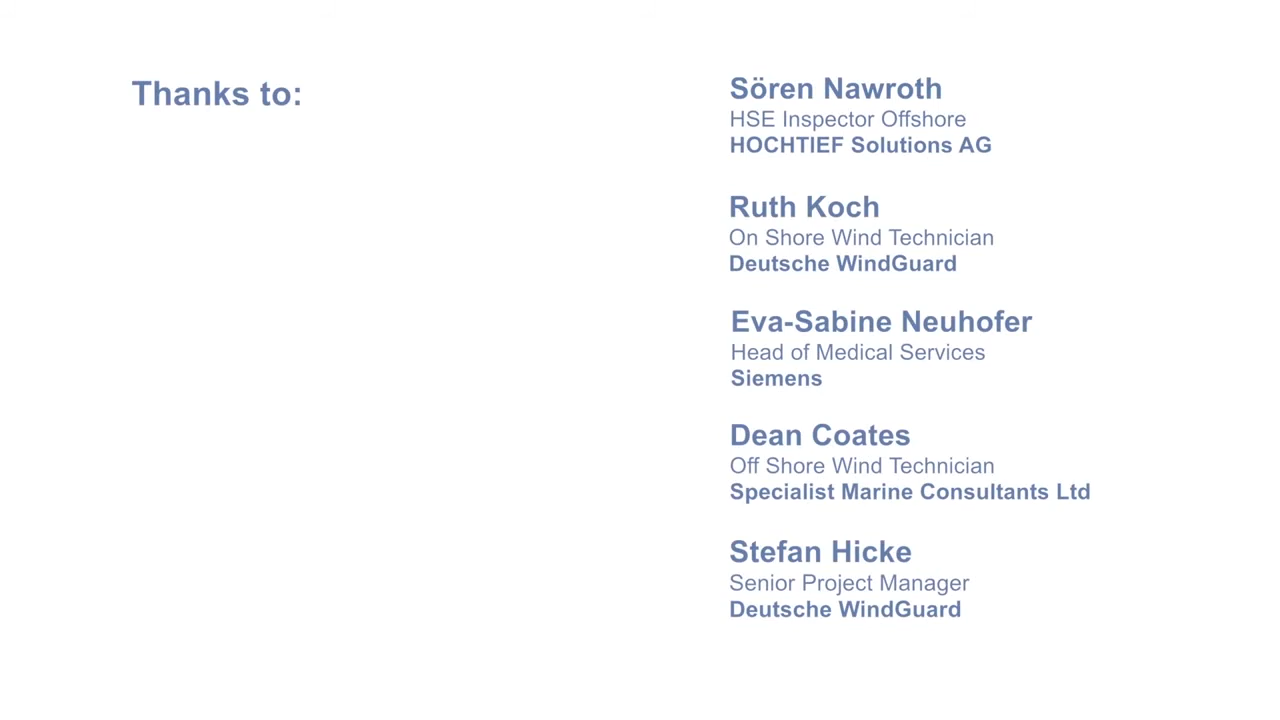 Thanks to:
Sören Nawroth
HSE Inspector Offshore
HOCHTIEF Solutions AG
Ruth Koch
On Shore Wind Technician
Deutsche WindGuard
Eva-Sabine Neuhofer
Head of Medical Services
Siemens
Dean Coates
Off Shore Wind Technician
Specialist Marine Consultants Ltd
Stefan Hicke
Senior Project Manager
Deutsche WindGuard